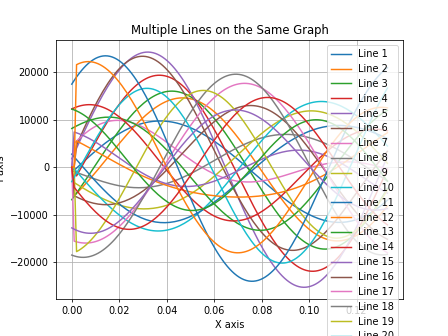 Multiple Lines on the Same Graph
20000
10000
0
−10000
−20000
0.00
0.02
0.04
0.06
0.08
0.10
X axis
Line 1
Line 2
Line 3
Line 4
Line 5
Line 6
Line 7
Line 8
Line 9
Line 10
Line 11
Line 12
Line 13
Line 14
Line 15
Line 16
Line 17
Line 18
Line 19
Line 20